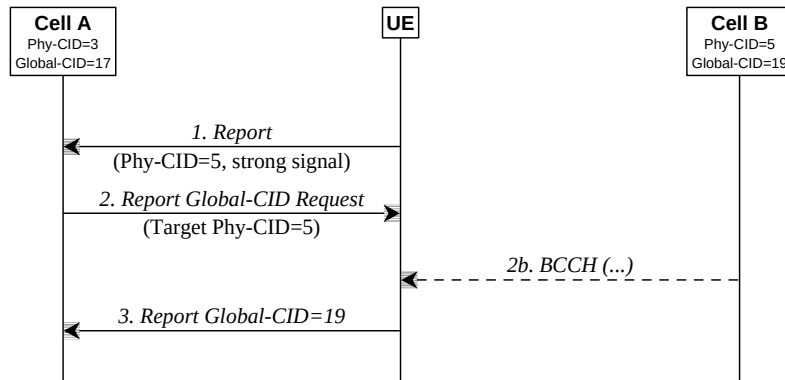 Cell A
Phy-CID=3
Global-CID=17
UE
Cell B
Phy-CID=5
Global-CID=19
1. Report
(Phy-CID=5, strong signal)
2. Report Global-CID Request
(Target Phy-CID=5)
2b. BCCH (...)
3. Report Global-CID=19